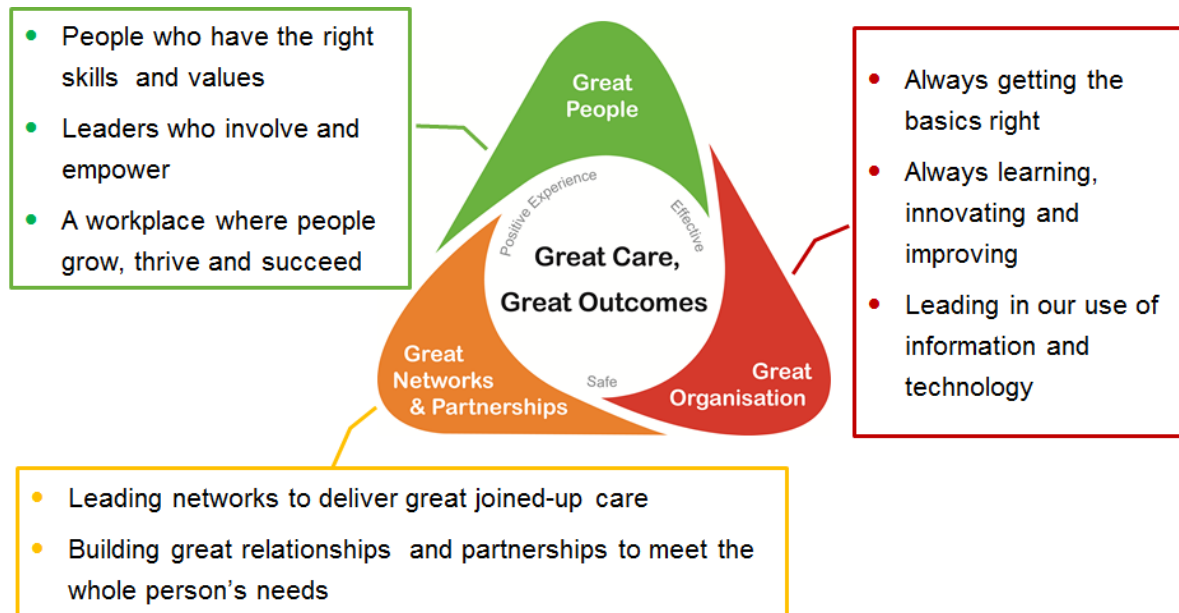 • People who have the right
skills and values
• Leaders who involve and
empower
• A workplace where people
grow, thrive and succeed
Great
People
Positive Experience
Effective
Safe
Great Care,
Great Outcomes
Great
Networks
& Partnerships
Great
Organisation
• Always getting the
basics right
• Always learning,
innovating and
improving
• Leading in our use of
information and
technology
• Leading networks to deliver great joined-up care
• Building great relationships and partnerships to meet the
whole person's needs